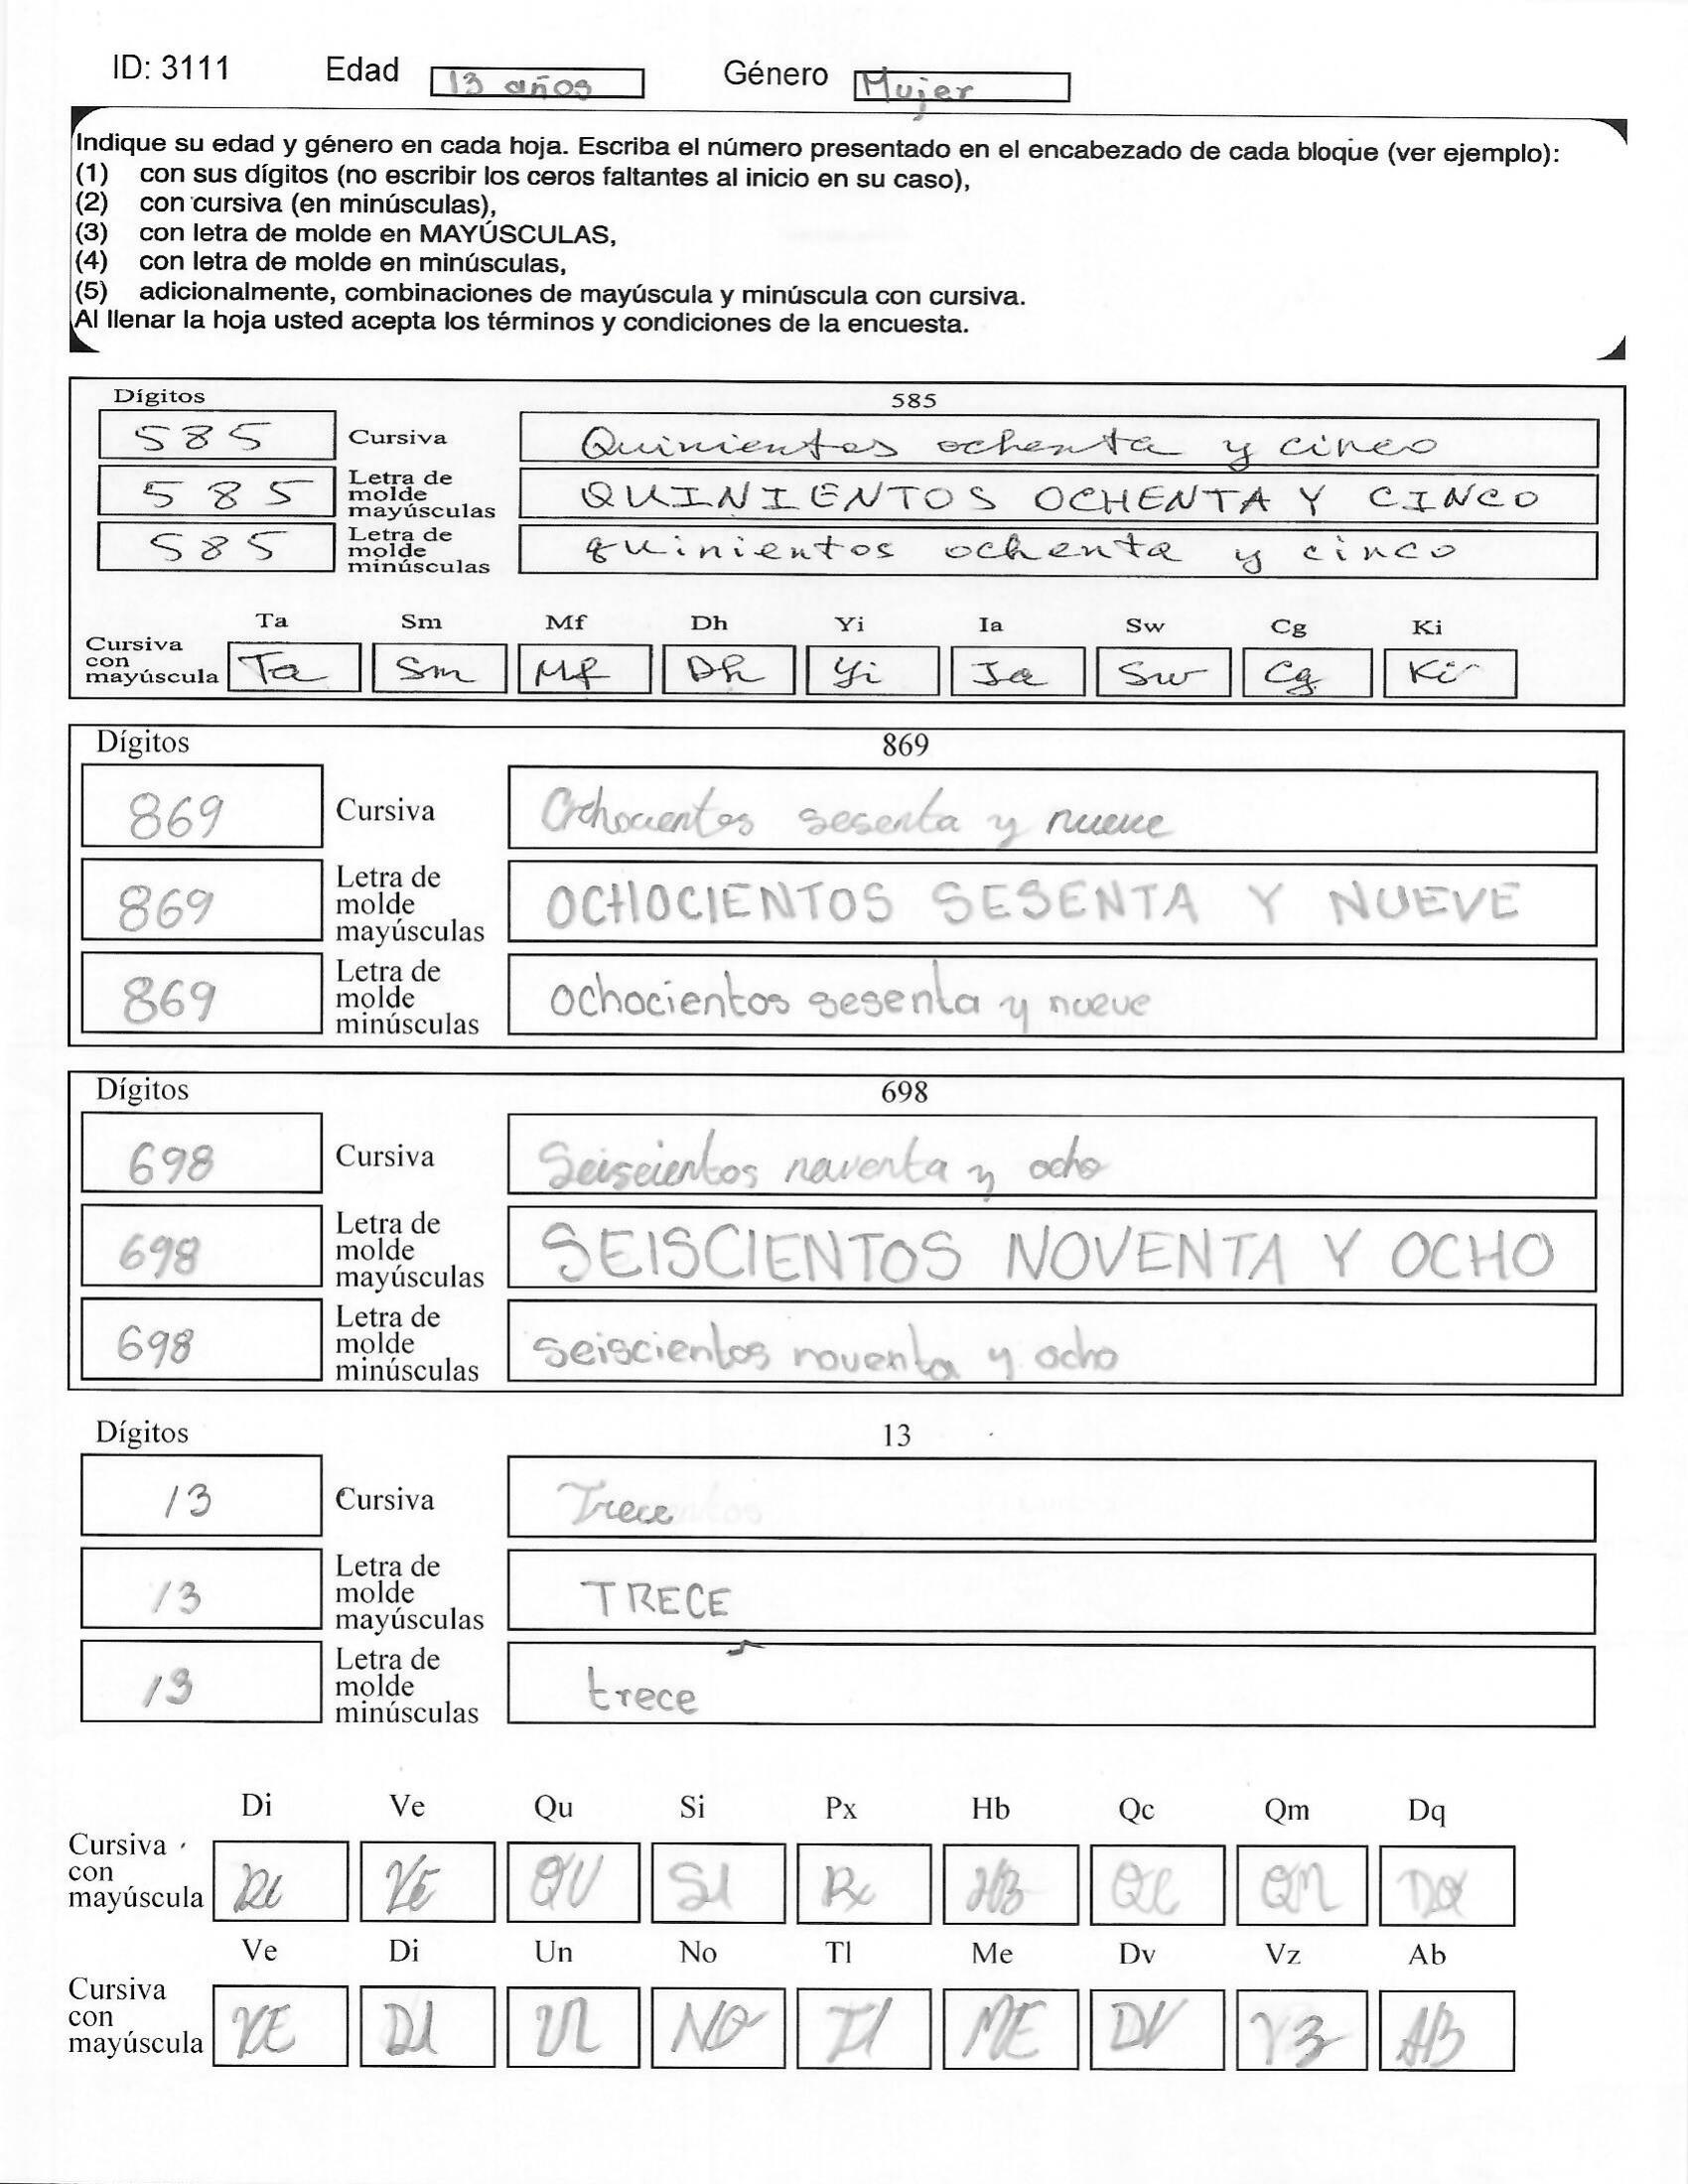 ID: 3111 Edad 13 años Género Mujer
Indique su edad y género en cada hoja. Escriba el número presentado en el encabezado de cada bloque (ver ejemplo):
(1) con sus dígitos (no escribir los ceros faltantes al inicio en su caso),
(2) con cursiva (en minúsculas),
(3) con letra de molde en MAYÚSCULAS,
(4) con letra de molde en minúsculas,
(5) adicionalmente, combinaciones de mayúscula y minúscula con cursiva.
Al llenar la hoja usted acepta los términos y condiciones de la encuesta.
Dígitos 585
585 Cursiva Quinientos ochenta y cinco
585 Letra de molde mayúsculas QUINIENTOS OCHENTA Y CINCO
585 Letra de molde minúsculas quinientos ochenta y cinco
Ta Sm Mf Dh Yi Ia Sw Cg Ki
Cursiva con mayúscula Ta Sm Mf Dh Yi Ia Sw Cg Ki
Dígitos 869
869 Cursiva Ochocientos sesenta y nueve
869 Letra de molde mayúsculas OCHOCIENTOS SESENTA Y NUEVE
869 Letra de molde minúsculas Ochocientos sesenta y nueve
Dígitos 698
698 Cursiva Seiscientos noventa y ocho
698 Letra de molde mayúsculas SEISCIENTOS NOVENTA Y OCHO
698 Letra de molde minúsculas seiscientos noventa y ocho
Dígitos 13
13 Cursiva Trece
13 Letra de molde mayúsculas TRECE
13 Letra de molde minúsculas trece
Di Ve Qu Si Px Hb Qc Qm Dq
Cursiva con mayúscula Di VE QU SI Px HB QC QM DQ
Ve Di Un No Tl Me Dv Vz Ab
Cursiva con mayúscula VE DI UN NO Tl ME DV VZ AB